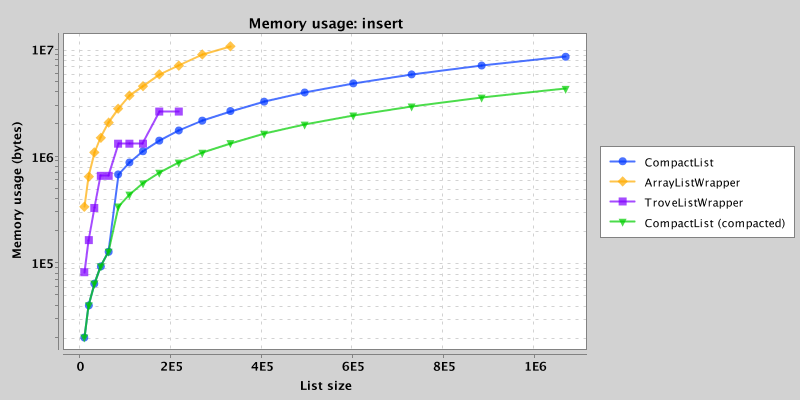 Memory usage: insert
Memory usage (bytes)
1E7
1E6
1E5
0 2E5 4E5 6E5 8E5 1E6
List size
CompactList
ArrayListWrapper
TroveListWrapper
CompactList (compacted)